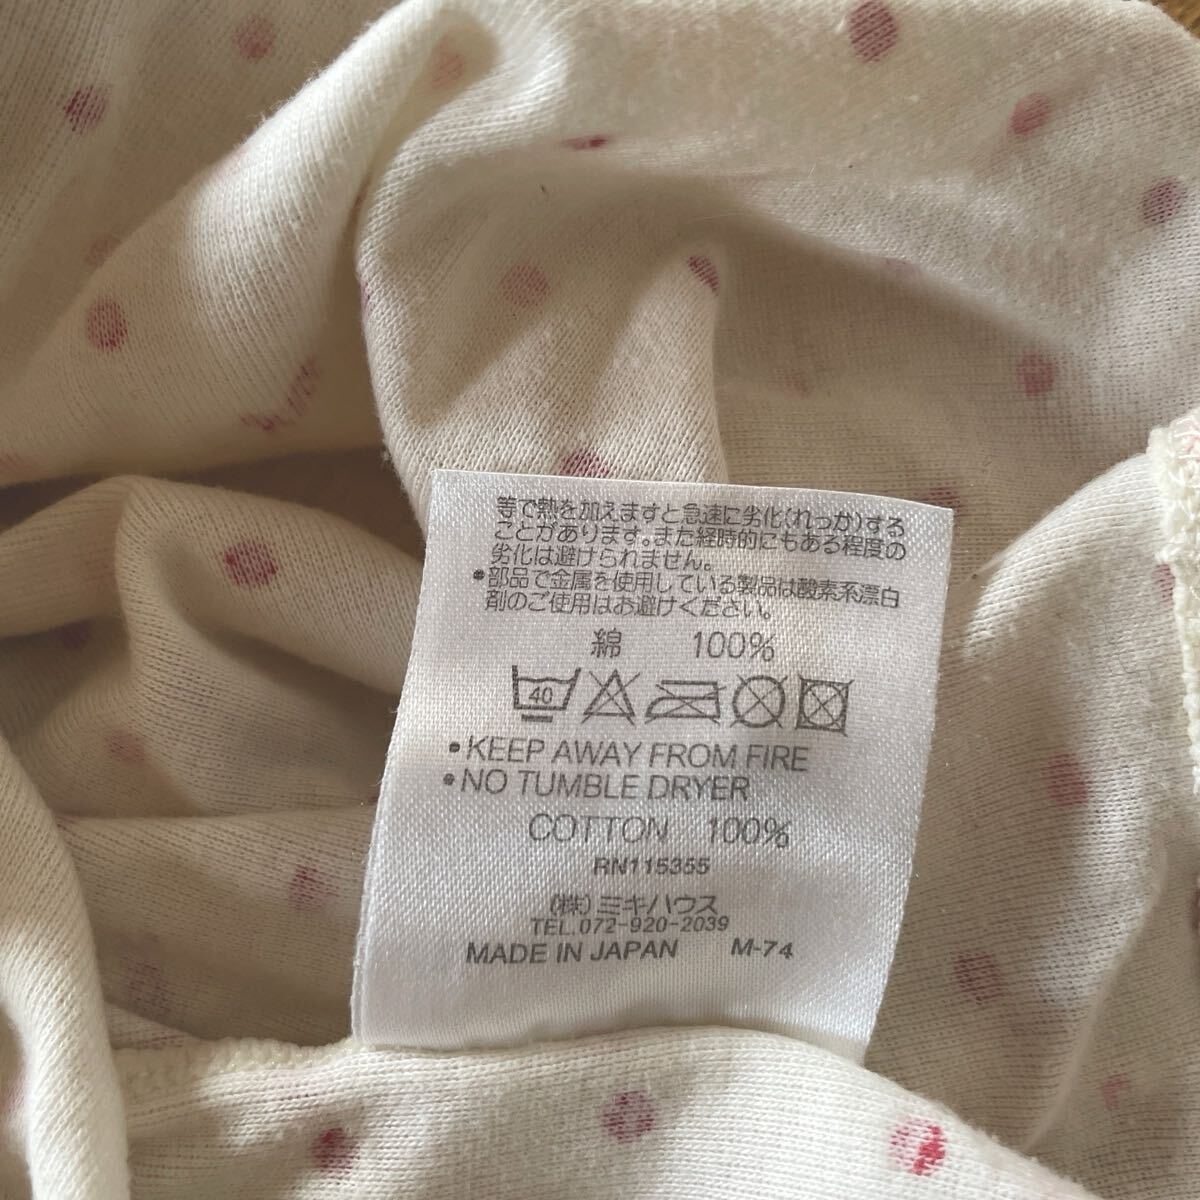 等で熱を加えますと急速に劣化(れっか)する
ことがあります。また経時的にもある程度の
劣化は避けられません。
•部品で金属を使用している製品は酸素系漂白
剤のご使用はお避けください。
綿 100%
40
•KEEP AWAY FROM FIRE
•NO TUMBLE DRYER
COTTON 100%
RN115355
(株)ミキハウス
TEL.072-920-2039
MADE IN JAPAN M-74